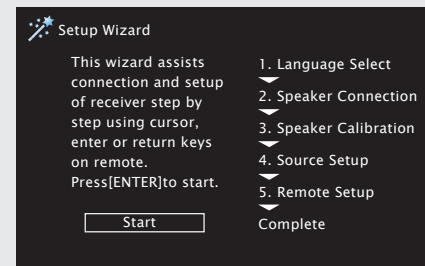 Setup Wizard
This wizard assists
connection and setup
of receiver step by
step using cursor,
enter or return keys
on remote.
Press[ENTER]to start.
Start
1. Language Select
2. Speaker Connection
3. Speaker Calibration
4. Source Setup
5. Remote Setup
Complete